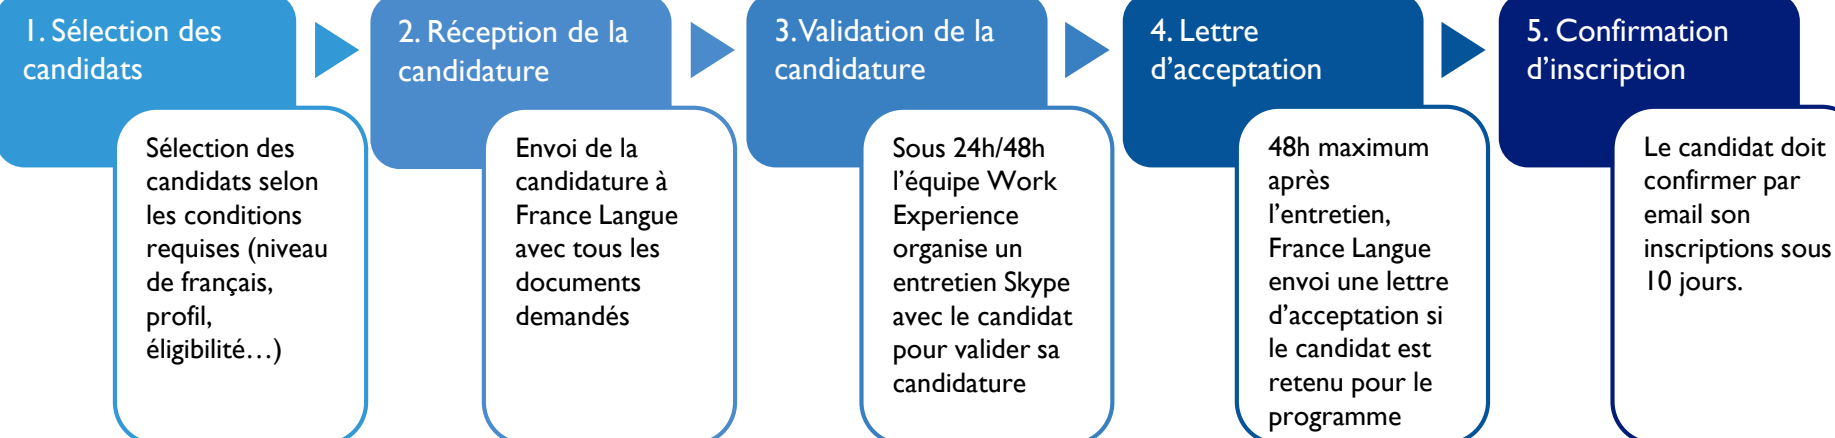 1. Sélection des
candidats
Sélection des
candidats selon
les conditions
requises (niveau
de français,
profil,
éligibilité…)
2. Réception de la
candidature
Envoi de la
candidature à
France Langue
avec tous les
documents
demandés
3. Validation de la
candidature
Sous 24h/48h
l’équipe Work
Experience
organise un
entretien Skype
avec le candidat
pour valider sa
candidature
4. Lettre
d’acceptation
48h maximum
après
l’entretien,
France Langue
envoi une lettre
d’acceptation si
le candidat est
retenu pour le
programme
5. Confirmation
d’inscription
Le candidat doit
confirmer par
email son
inscriptions sous
10 jours.